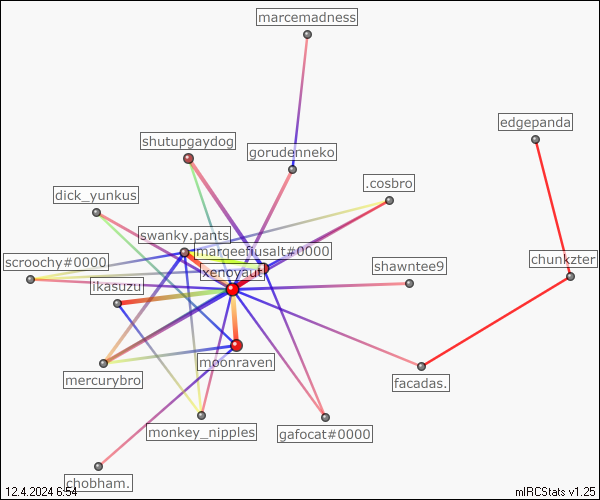 marcemadness
edgepanda
shutupgaydog
gorudenneko
.cosbro
dick_yunkus
swanky.pants
margeefiusalt#0000
scroochy#0000
xenoyaut
shawntee9
chunkzter
ikasuzu
moonraven
mercurybro
facadas.
monkey_nipples
gafocat#0000
chobham.
12.4.2024 6:54
mIRCStats v1.25